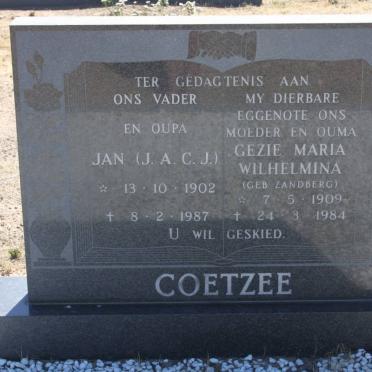 TER GEDAGTENIS AAN
ONS VADER
EN OUPA
JAN (J. A. C. J.)
☆ 13·10·1902
✝ 8·2·1987
MY DIERBARE
EGGENOTE ONS
MOEDER EN OUMA
GEZIE MARIA
WILHELMINA
(GEB ZANDBERG)
☆ 7·5·1909
✝ 24·3·1984
U WIL GESKIED.
COETZEE